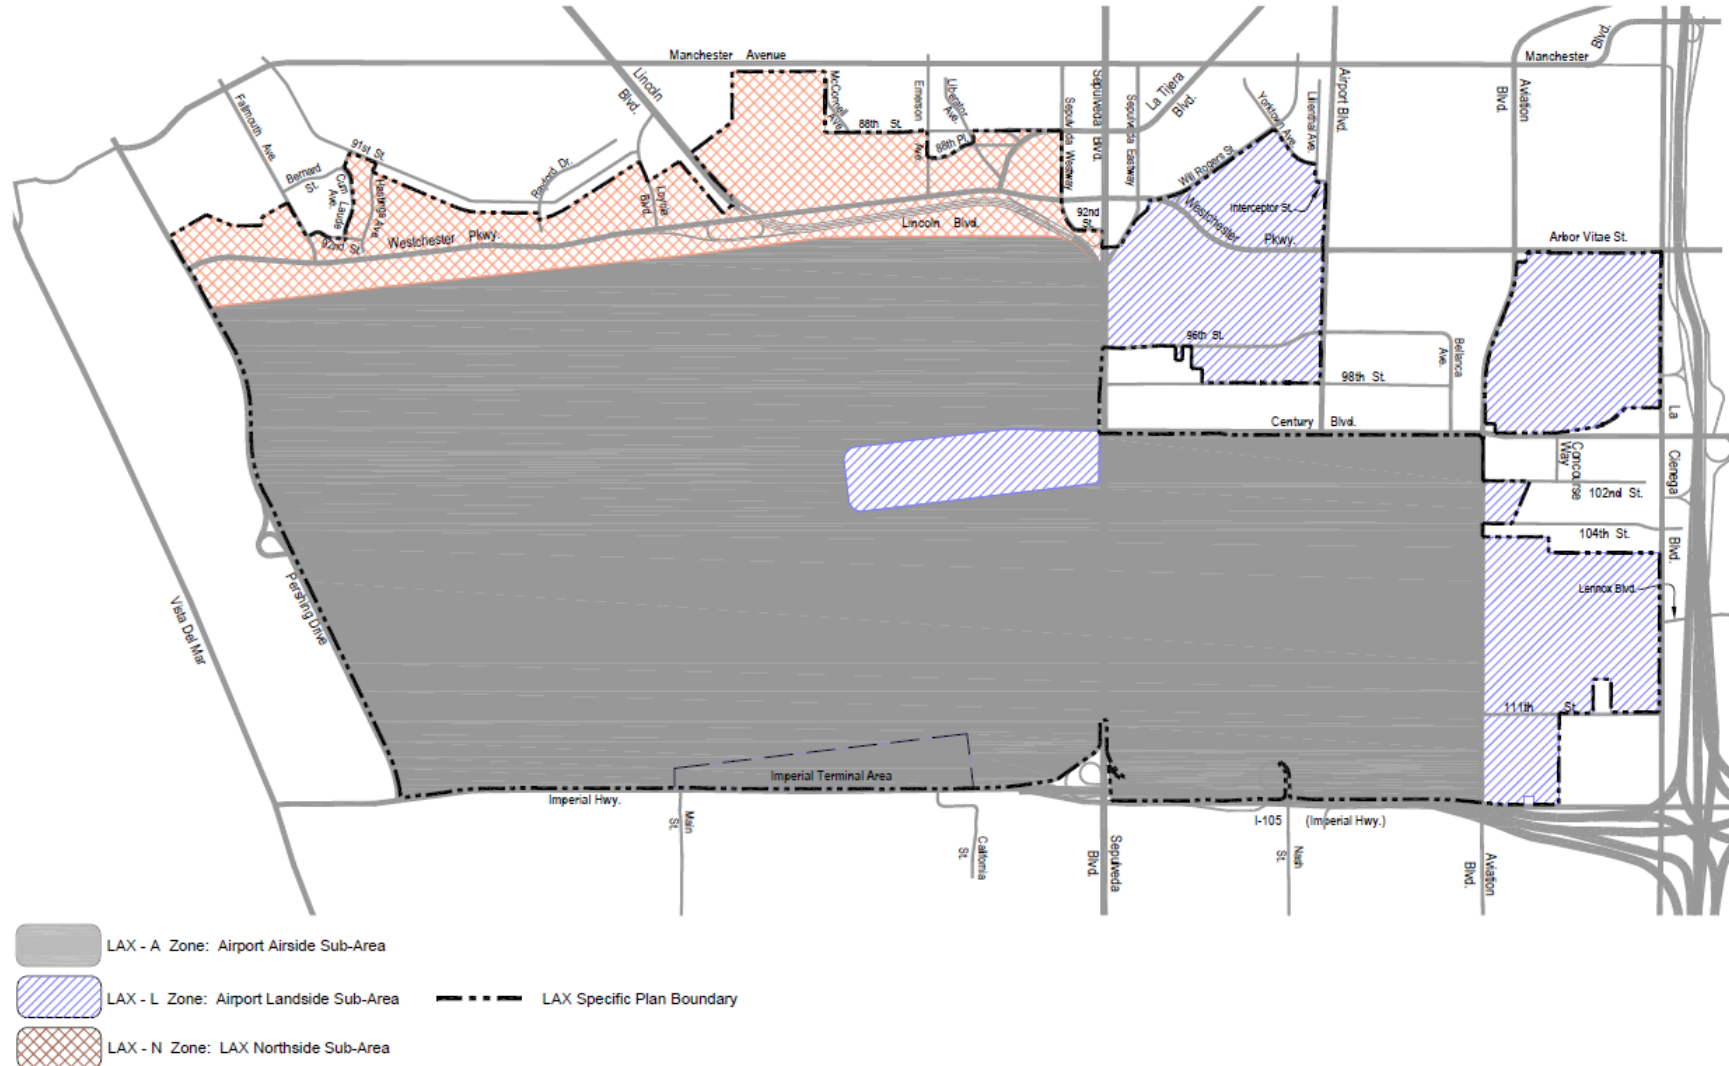 Manchester Avenue
Manchester Blvd.
Lincoln Blvd.
McConnell Ave.
Emerson Ave.
Liberator Ave.
88th St.
88th Pl.
Sepulveda Westway
Sepulveda Blvd.
Sepulveda Eastway
La Tijera Blvd.
Yorktown Ave.
Lilienthal Ave.
Airport Blvd.
Aviation Blvd.
Falmouth Ave.
91st St.
Bernard St.
Cum Laude Ave.
Hastings Ave
92nd St.
Rayford Dr.
Loyola Blvd.
Westchester Pkwy.
Lincoln Blvd.
92nd St.
Will Rogers St.
Interceptor St.
Westchester Pkwy.
Arbor Vitae St.
96th St.
Bellanca Ave.
98th St.
Century Blvd.
La Cienega Blvd.
Concourse Way
102nd St.
104th St.
Lennox Blvd.
111th St.
Vista Del Mar
Pershing Drive
Imperial Terminal Area
Imperial Hwy.
Main St.
California St.
Sepulveda Blvd.
I-105 (Imperial Hwy.)
Nash St.
Aviation Blvd.
LAX - A Zone: Airport Airside Sub-Area
LAX - L Zone: Airport Landside Sub-Area
LAX Specific Plan Boundary
LAX - N Zone: LAX Northside Sub-Area